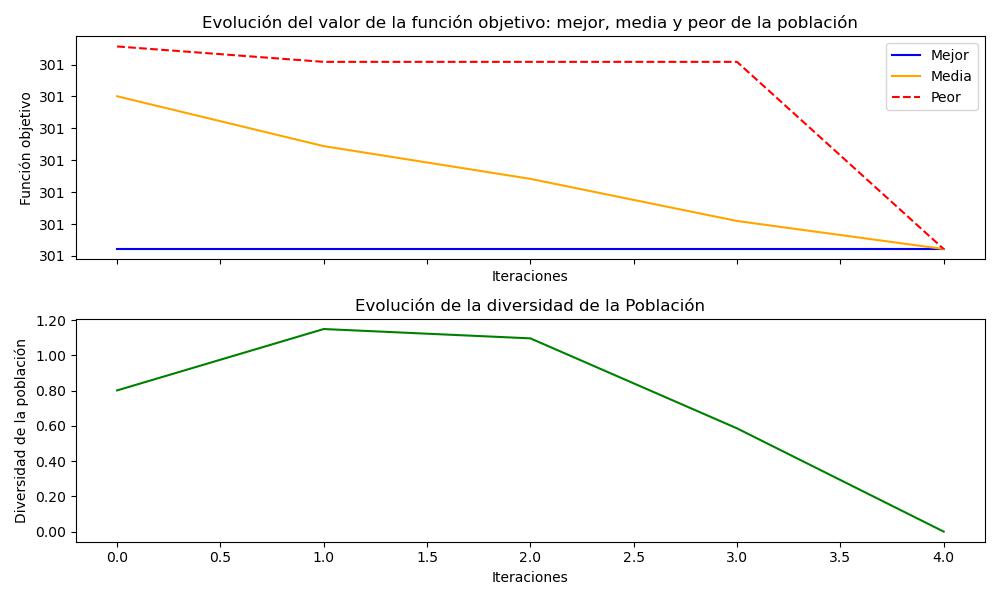 Evolución del valor de la función objetivo: mejor, media y peor de la población
Función objetivo
301
301
301
301
301
301
301
Mejor
Media
Peor
Iteraciones
Evolución de la diversidad de la Población
Diversidad de la población
1.20
1.00
0.80
0.60
0.40
0.20
0.00
0.0 0.5 1.0 1.5 2.0 2.5 3.0 3.5 4.0
Iteraciones